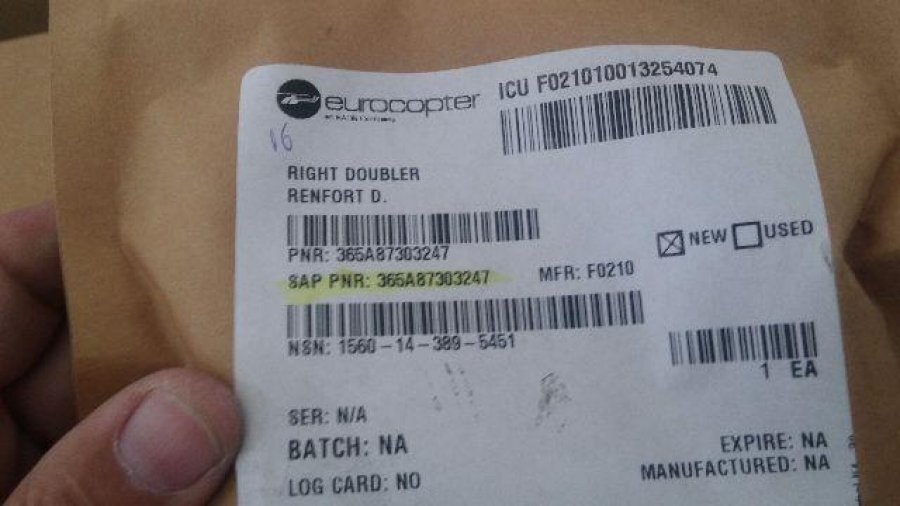 eurocopter
ICU F021010013254074
16
RIGHT DOUBLER
RENFORT D.
PNR: 365A87303247
NEW USED
SAP PNR: 365A87303247 MFR: F0210
NSN: 1560-14-389-5451
1 EA
SER: N/A
BATCH: NA
EXPIRE: NA
LOG CARD: NO
MANUFACTURED: NA